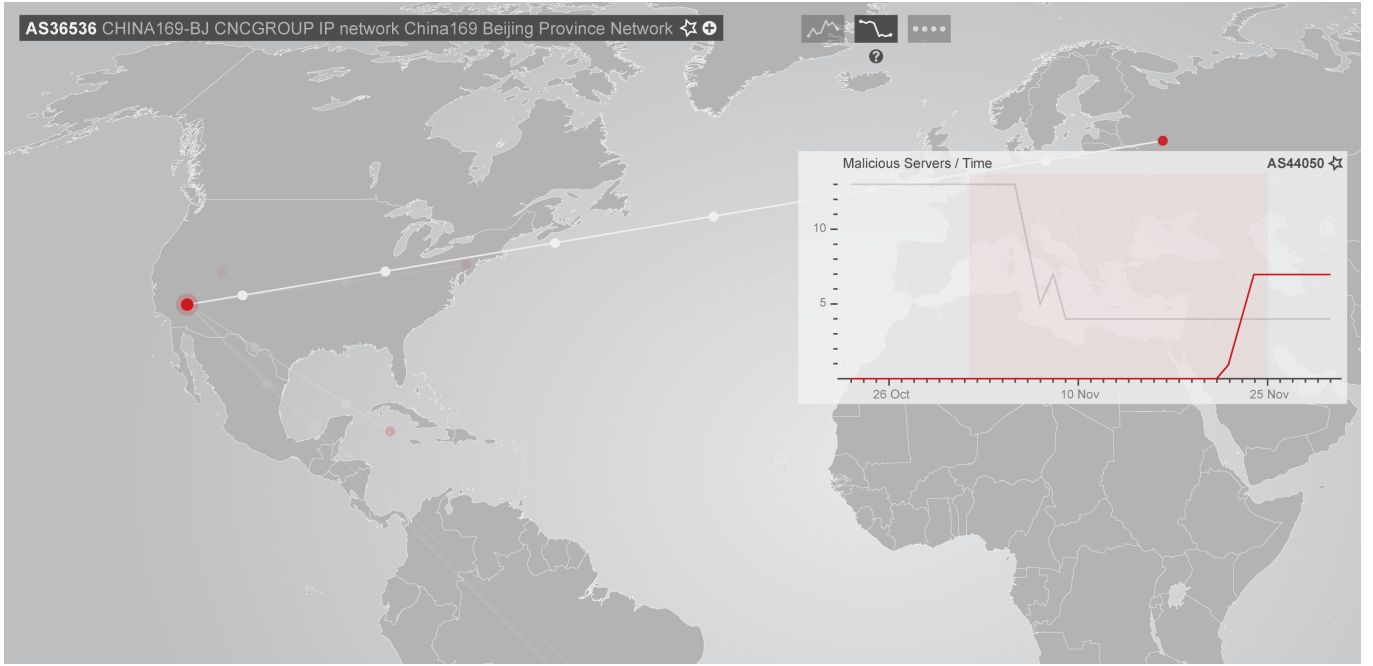 AS36536 CHINA169-BJ CNCGROUP IP network China169 Beijing Province Network
?
Malicious Servers / Time
AS44050
10
5
26 Oct
10 Nov
25 Nov